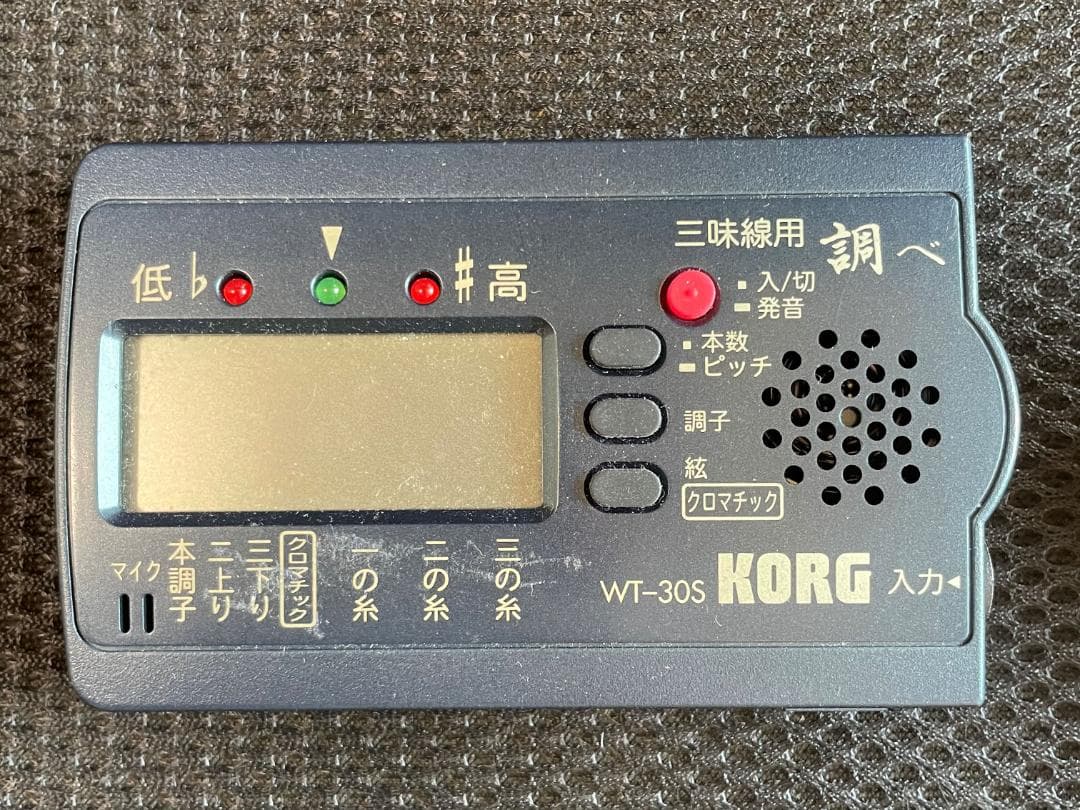 三味線用 調べ
低♭
♯高
▪ 入/切
▬ 発音
▪ 本数
▬ ピッチ
調子
絃
クロマチック
マイク
本調子
二上り
三下り
クロマチック
一の糸
二の糸
三の糸
WT-30S KORG
入力◀